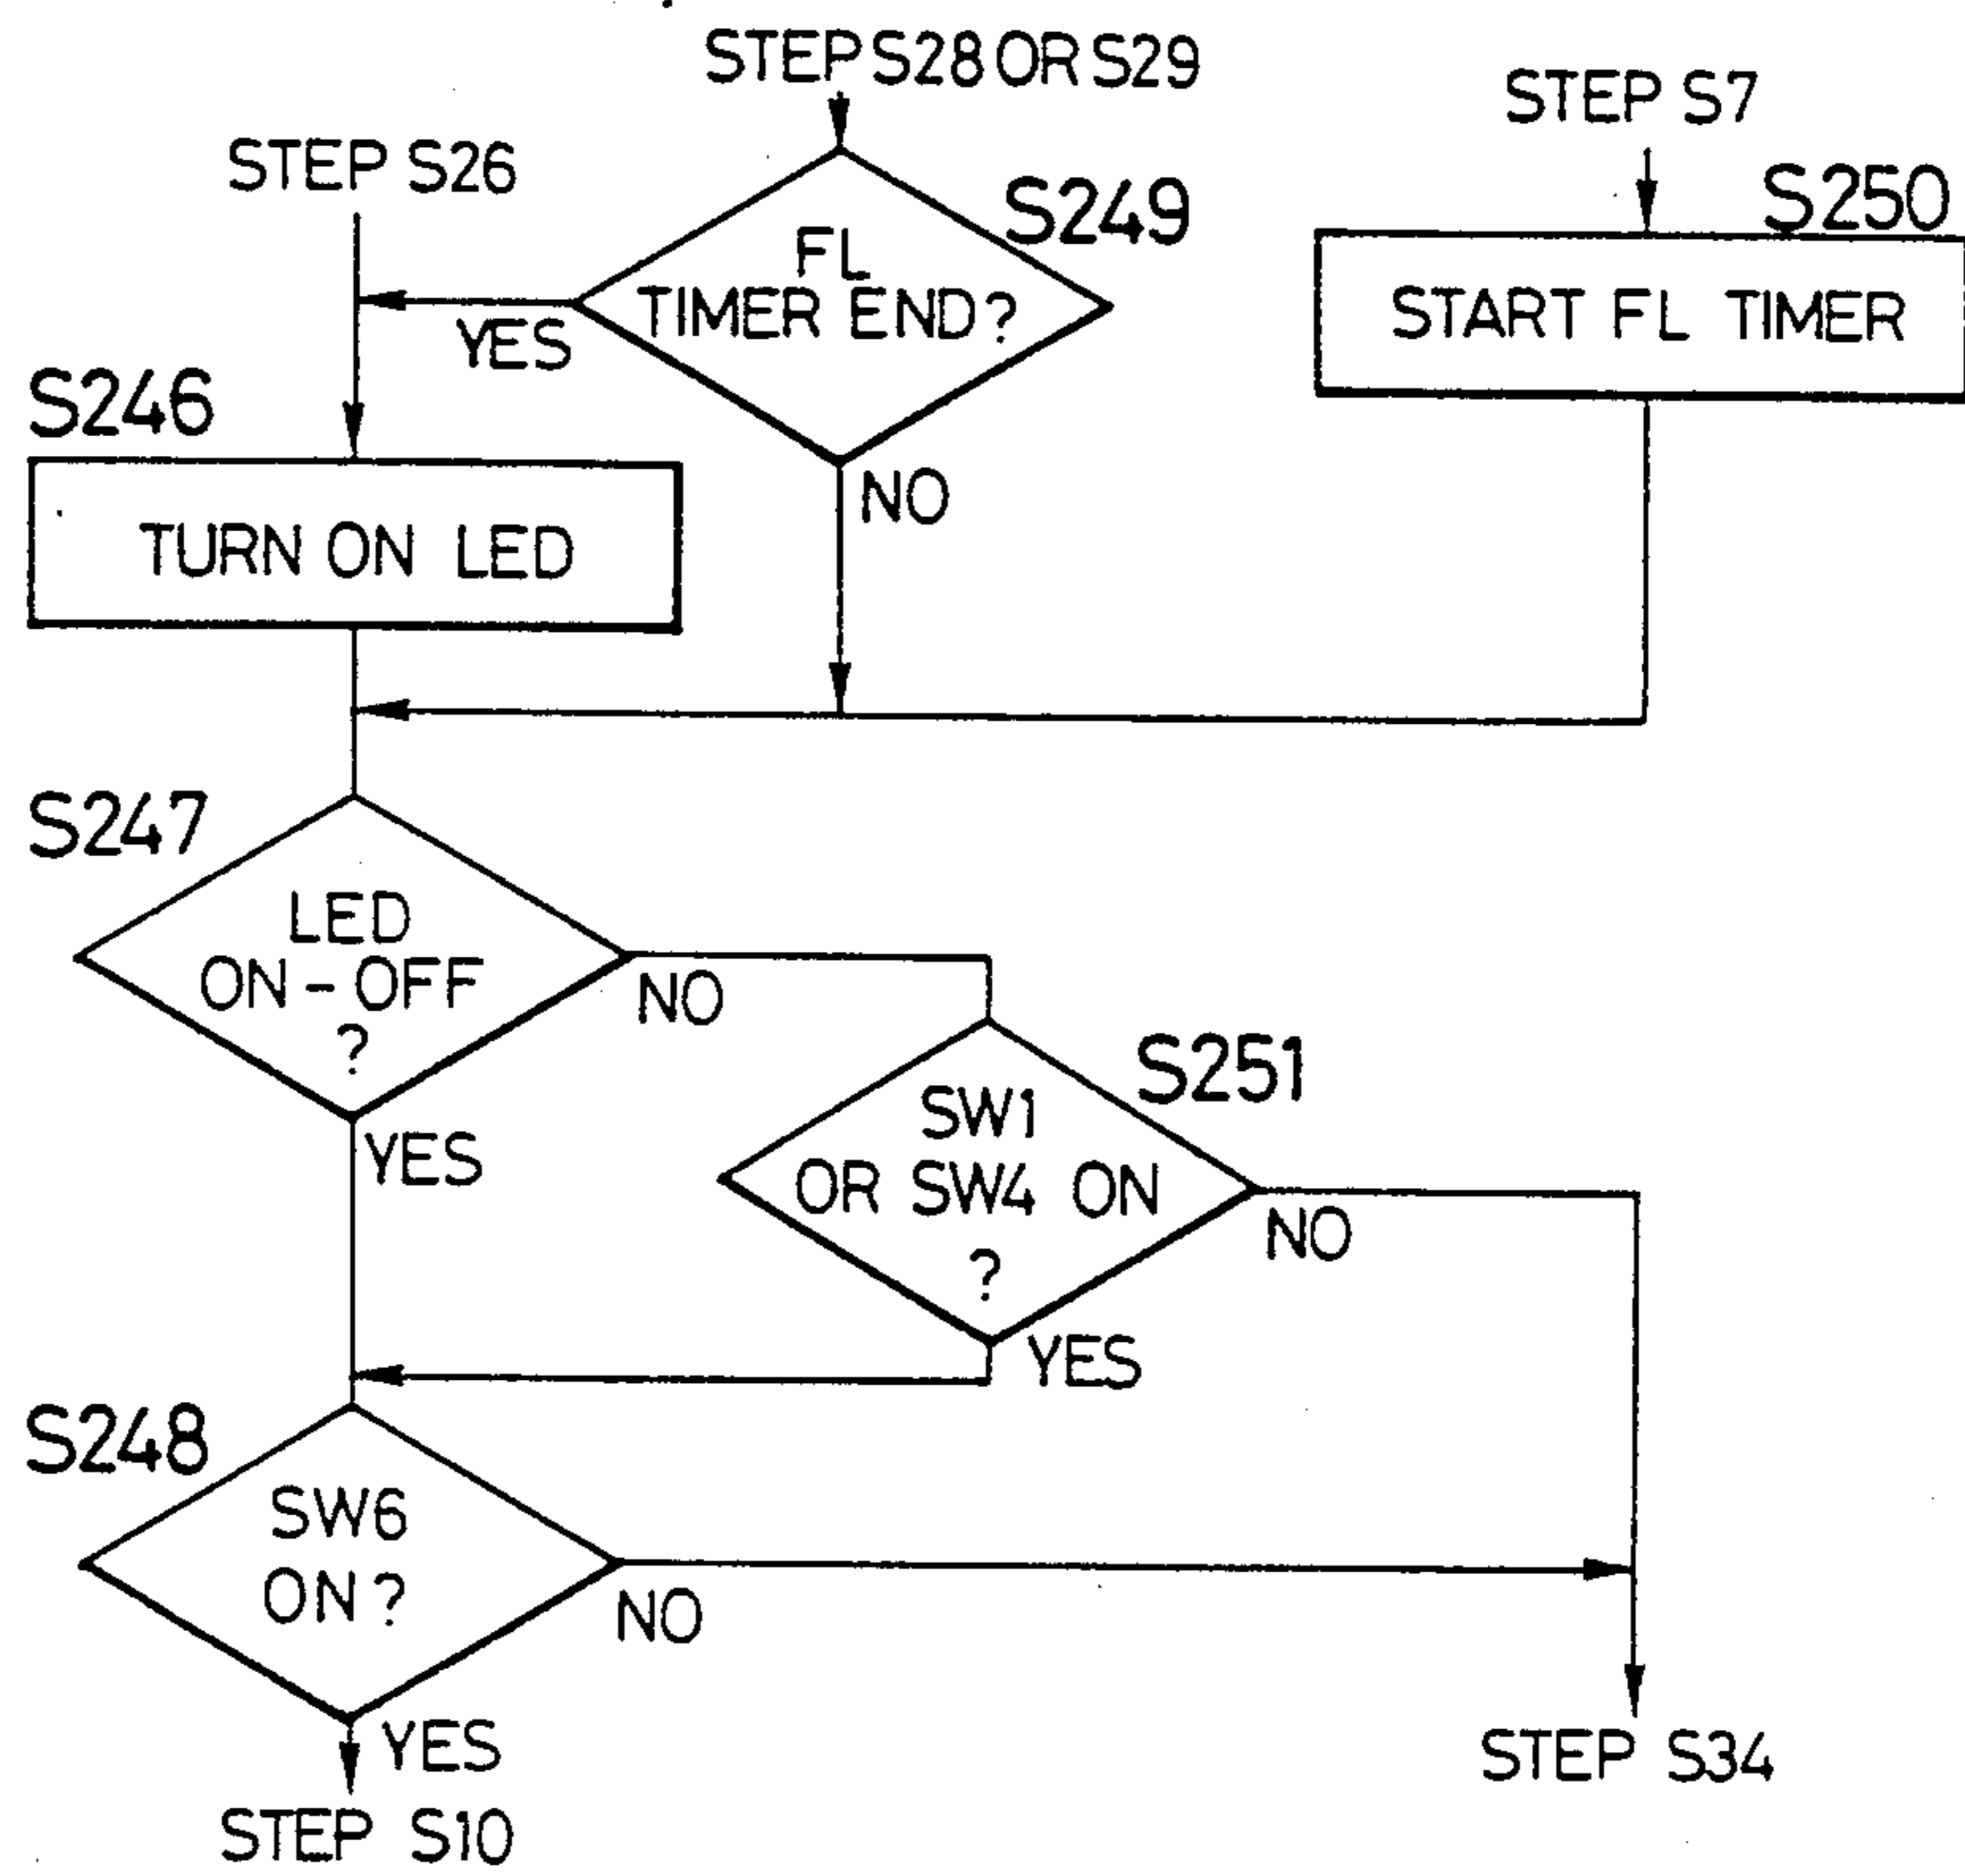 STEP S28 OR S29
STEP S7
STEP S26
S249
S250
FL
TIMER END?
YES
START FL TIMER
S246
NO
TURN ON LED
S247
LED
ON-OFF
?
NO
S251
SW1
OR SW4 ON
?
YES
NO
YES
S248
SW6
ON?
NO
YES
STEP S34
STEP S10